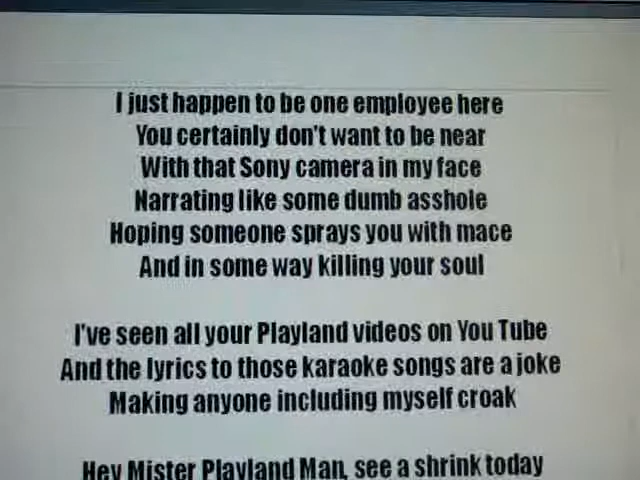 I just happen to be one employee here
You certainly don't want to be near
With that Sony camera in my face
Narrating like some dumb asshole
Hoping someone sprays you with mace
And in some way killing your soul
I've seen all your Playland videos on You Tube
And the lyrics to those karaoke songs are a joke
Making anyone including myself croak
Hey Mister Playland Man, see a shrink today